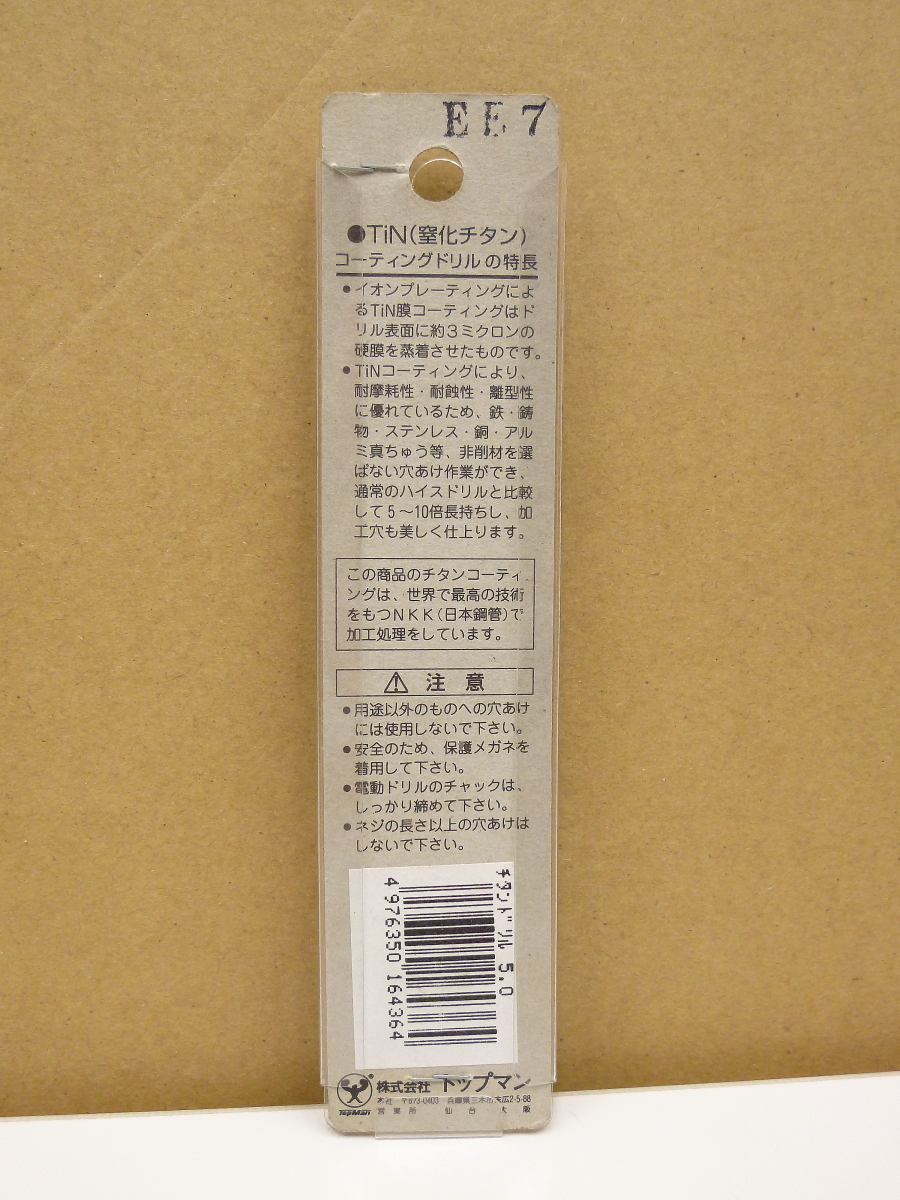 EE7
●TiN(窒化チタン)
コーティングドリルの特長
●イオンプレーティングによ
るTiN膜コーティングはド
リル表面に約3ミクロンの
硬膜を蒸着させたものです。
●TiNコーティングにより、
耐摩耗性・耐蝕性・離型性
に優れているため、鉄・鋳
物・ステンレス・銅・アル
ミ真ちゅう等、非削材を選
ばない穴あけ作業ができ、
通常のハイスドリルと比較
して5～10倍長持ちし、加
工穴も美しく仕上ります。
この商品のチタンコーティ
ングは、世界で最高の技術
をもつNKK(日本鋼管)で
加工処理をしています。
⚠ 注意
●用途以外のものへの穴あけ
には使用しないで下さい。
●安全のため、保護メガネを
着用して下さい。
●電動ドリルのチャックは、
しっかり締めて下さい。
●ネジの長さ以上の穴あけは
しないで下さい。
チタンドリル 5.0
4 976350 164364
TopMan
株式会社 トップマン
本社 〒673-0403 兵庫県三木市末広2-5-88
営業所 仙台 大阪